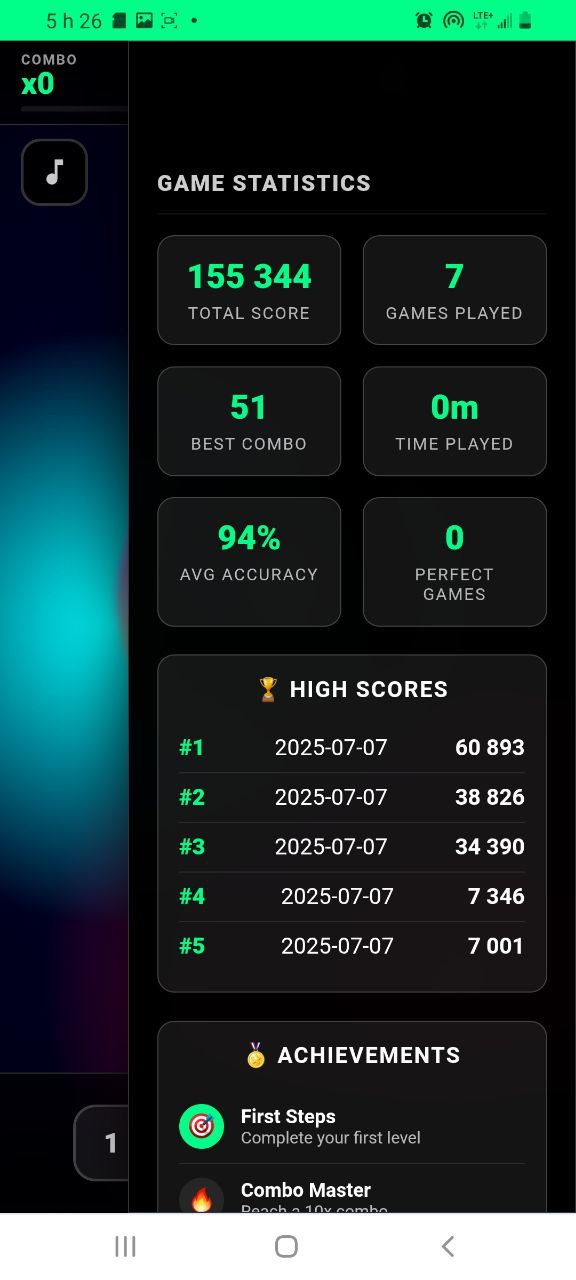 5 h 26
LTE+
COMBO
x0
GAME STATISTICS
155 344
TOTAL SCORE
7
GAMES PLAYED
51
BEST COMBO
0m
TIME PLAYED
94%
AVG ACCURACY
0
PERFECT
GAMES
HIGH SCORES
#1 2025-07-07 60 893
#2 2025-07-07 38 826
#3 2025-07-07 34 390
#4 2025-07-07 7 346
#5 2025-07-07 7 001
ACHIEVEMENTS
First Steps
Complete your first level
1
Combo Master
Reach a 10x combo